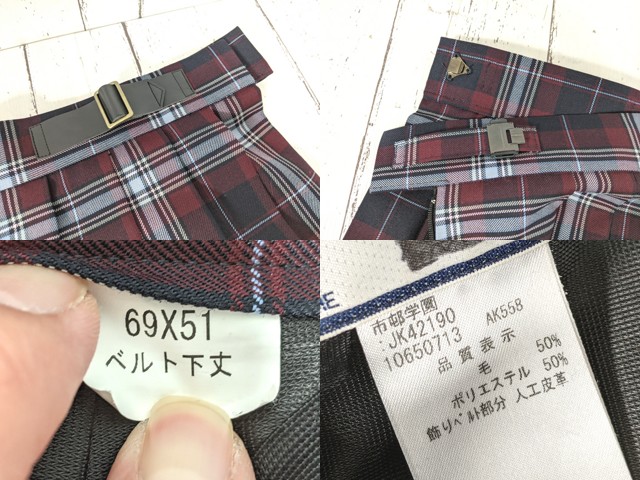 69X51
ベルト下丈
NE
市邨学園
:JK42190 AK558
10650713
品質表示
毛 50%
ポリエステル 50%
飾りベルト部分 人工皮革